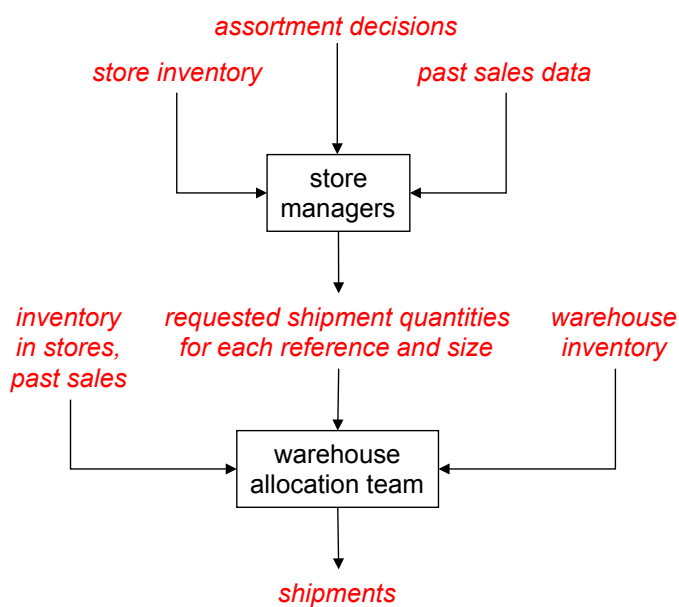 assortment decisions
store inventory
past sales data
store
managers
inventory
in stores,
past sales
requested shipment quantities
for each reference and size
warehouse
inventory
warehouse
allocation team
shipments